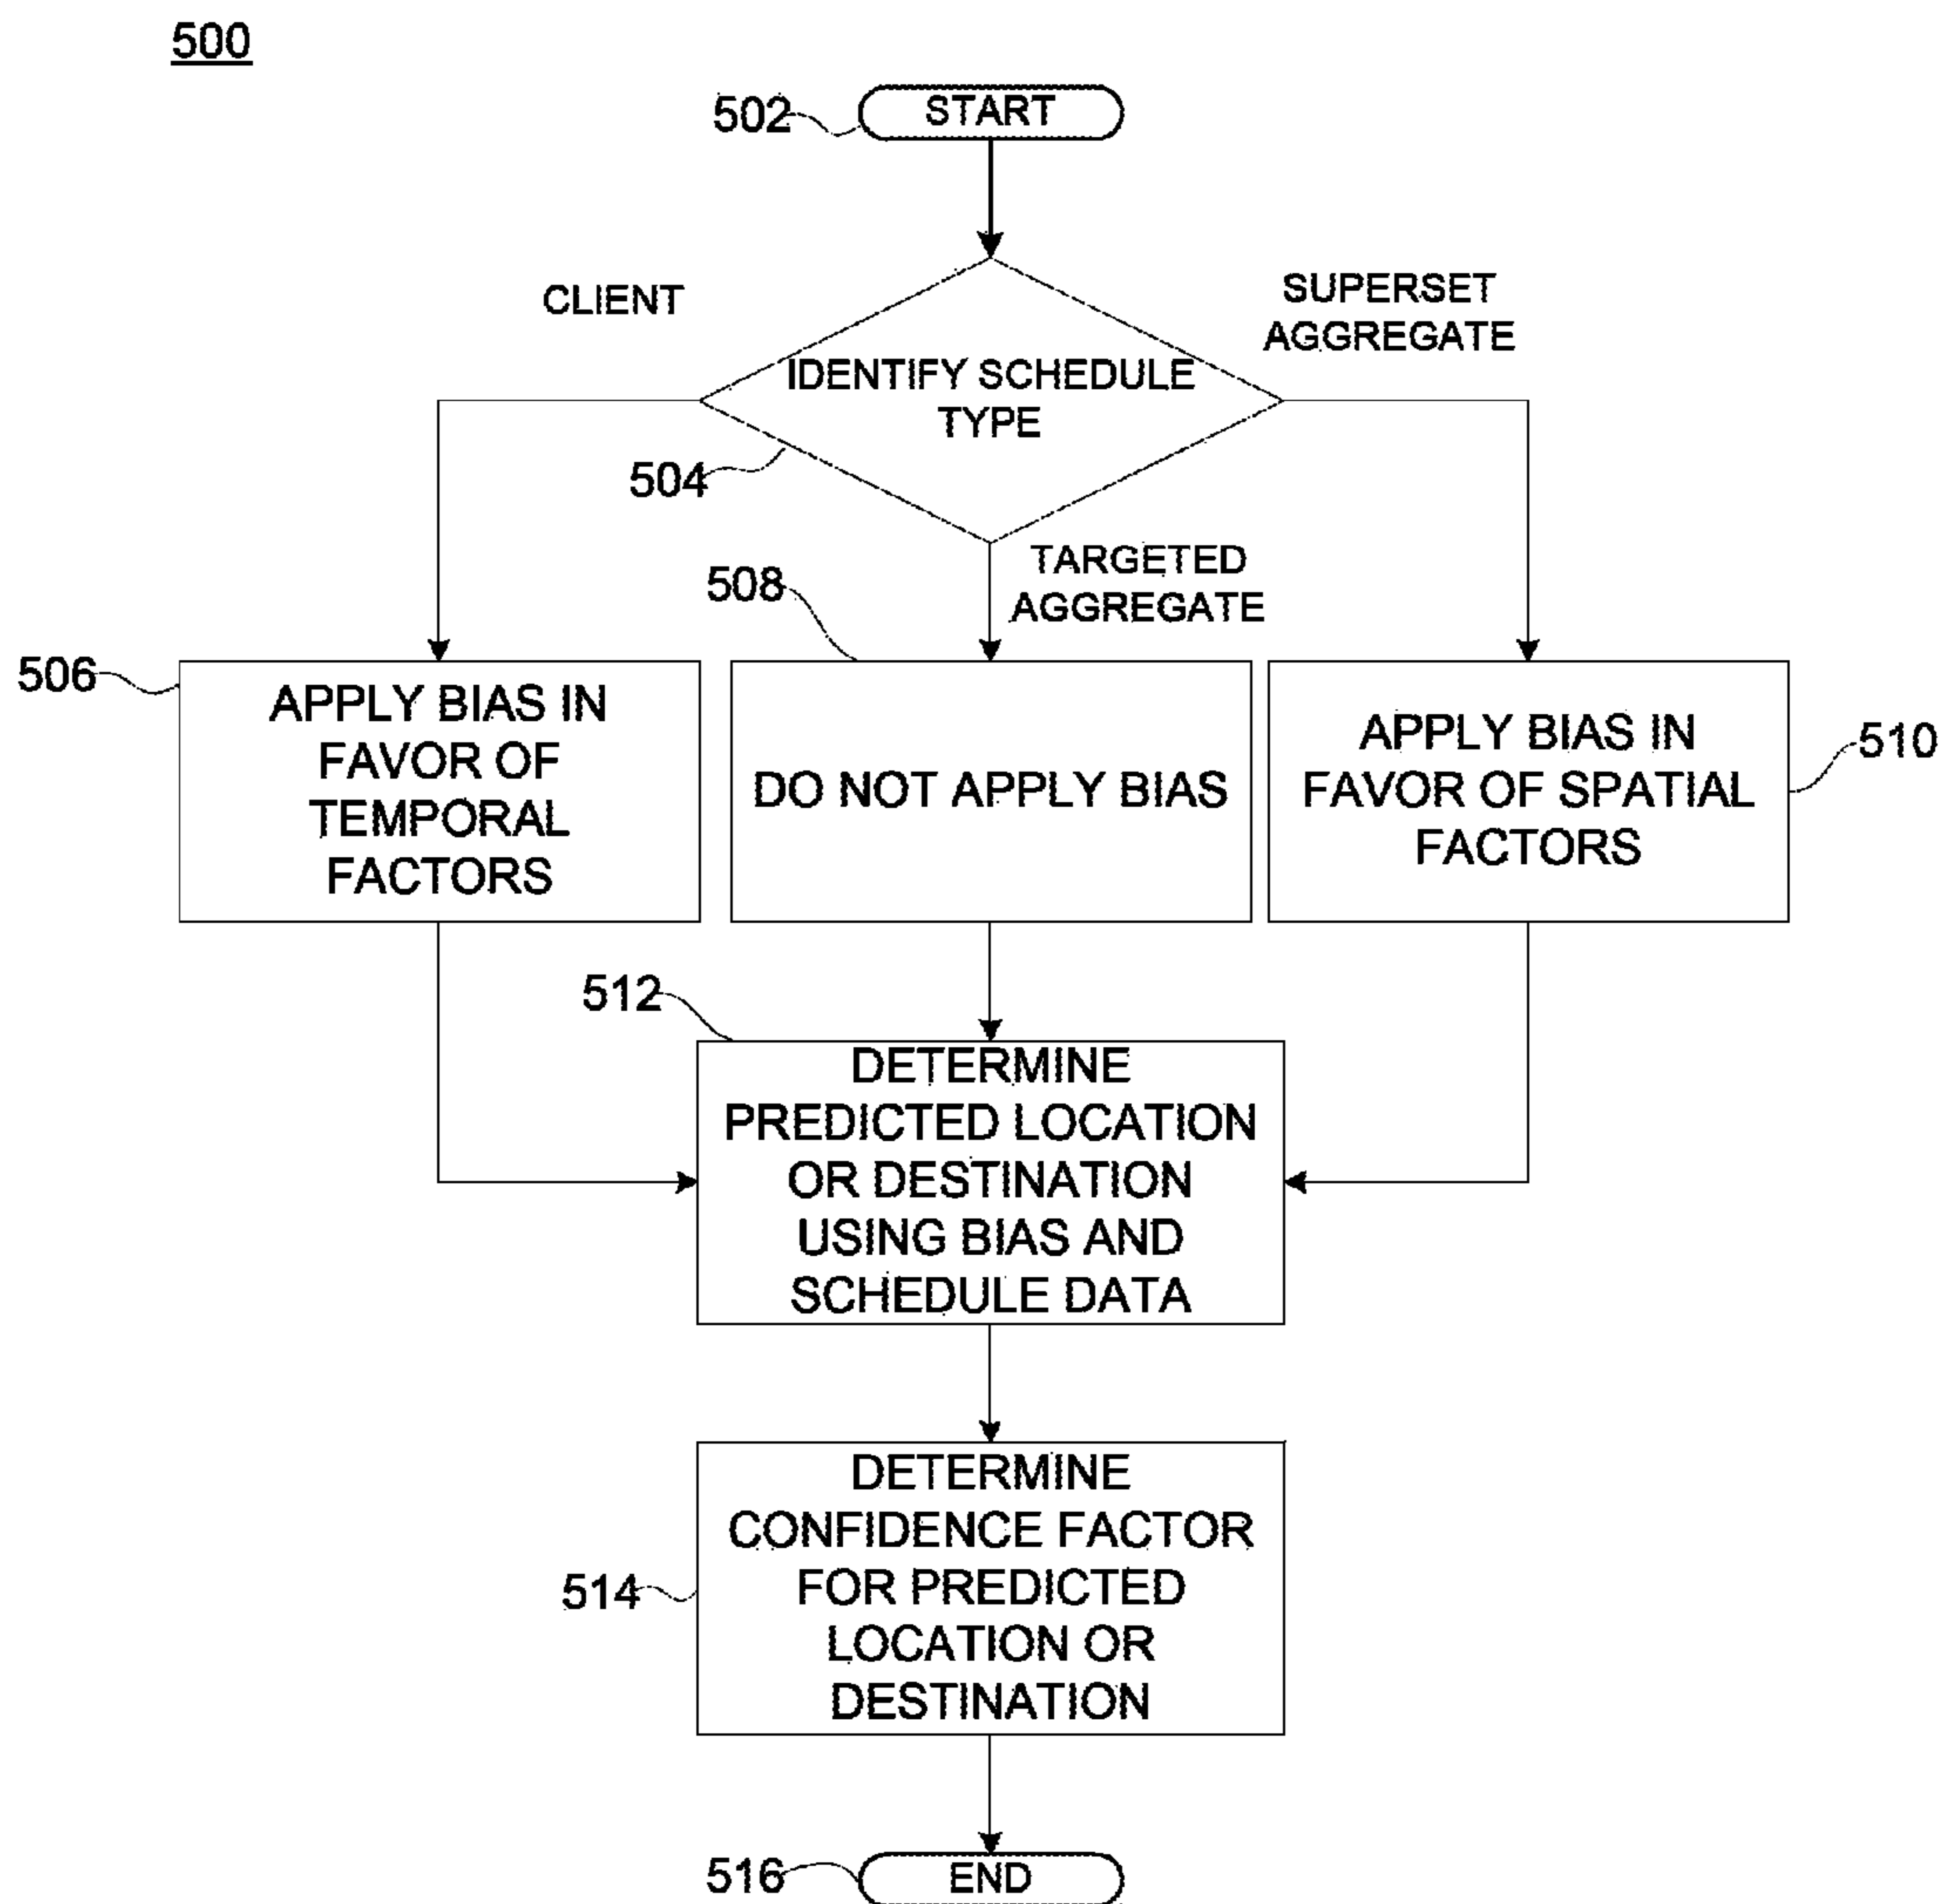 500
502
START
CLIENT
SUPERSET
AGGREGATE
IDENTIFY SCHEDULE
TYPE
504
TARGETED
AGGREGATE
508
506
APPLY BIAS IN
FAVOR OF
TEMPORAL
FACTORS
DO NOT APPLY BIAS
APPLY BIAS IN
FAVOR OF SPATIAL
FACTORS
510
512
DETERMINE
PREDICTED LOCATION
OR DESTINATION
USING BIAS AND
SCHEDULE DATA
DETERMINE
CONFIDENCE FACTOR
FOR PREDICTED
LOCATION OR
DESTINATION
514
516
END